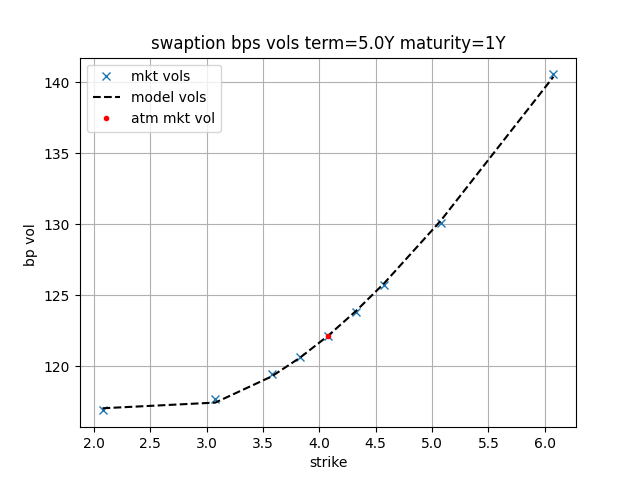 swaption bps vols term=5.0Y maturity=1Y
mkt vols
model vols
atm mkt vol
140
135
130
125
120
bp vol
2.0 2.5 3.0 3.5 4.0 4.5 5.0 5.5 6.0
strike